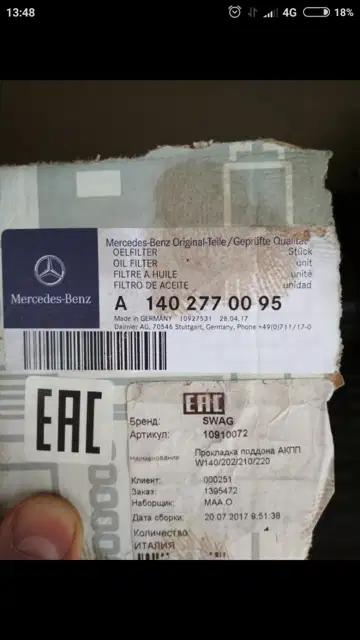 13:48
4G
18%
Mercedes-Benz Original-Teile/Geprüfte Qualität
OELFILTER Stück
OIL FILTER unit
FILTRE A HUILE unité
FILTRO DE ACEITE unidad
Mercedes-Benz
A 140 277 00 95
Made in GERMANY 10927531 28.04.17
Daimler AG, 70546 Stuttgart, Germany, Phone +49(0)711/17-0
EAC
EAC
Бренд: SWAG
Артикул: 10910072
Наименование Прокладка поддона АКПП
W140/202/210/220
Клиент: 000251
Заказ: 1395472
Наборщик: МАА.О
Дата сборки: 20.07.2017 9:51:38
Количество
ИТАЛИЯ